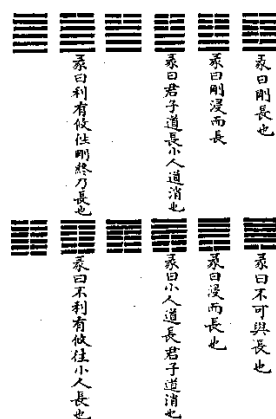 彖曰剛長也
彖曰剛浸而長
彖曰君子道長小人道消也
彖曰利有攸往剛終乃長也
彖曰不可與長也
彖曰浸而長也
彖曰小人道長君子道消也
彖曰不利有攸往小人長也